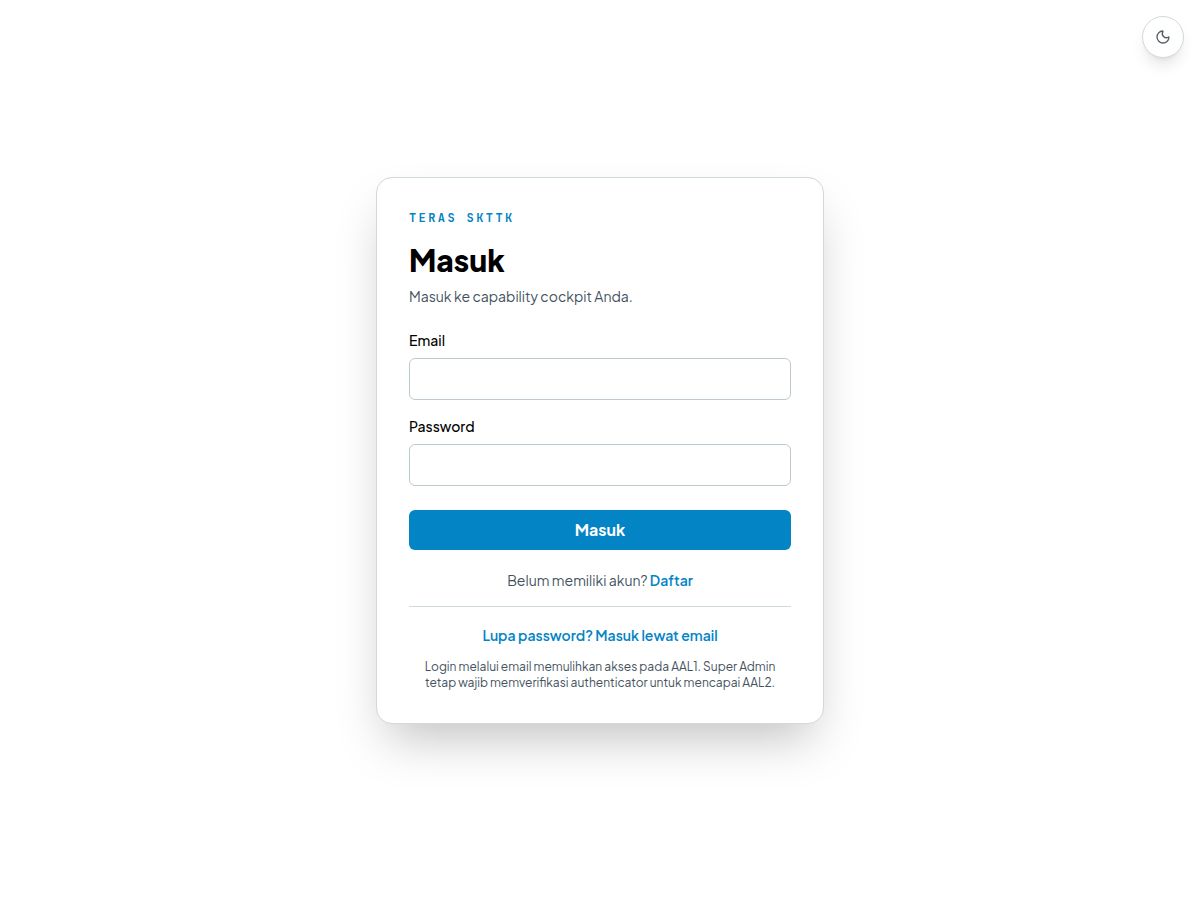 TERAS SKTTK
Masuk
Masuk ke capability cockpit Anda.
Email
Password
Masuk
Belum memiliki akun? Daftar
Lupa password? Masuk lewat email
Login melalui email memulihkan akses pada AAL1. Super Admin
tetap wajib memverifikasi authenticator untuk mencapai AAL2.